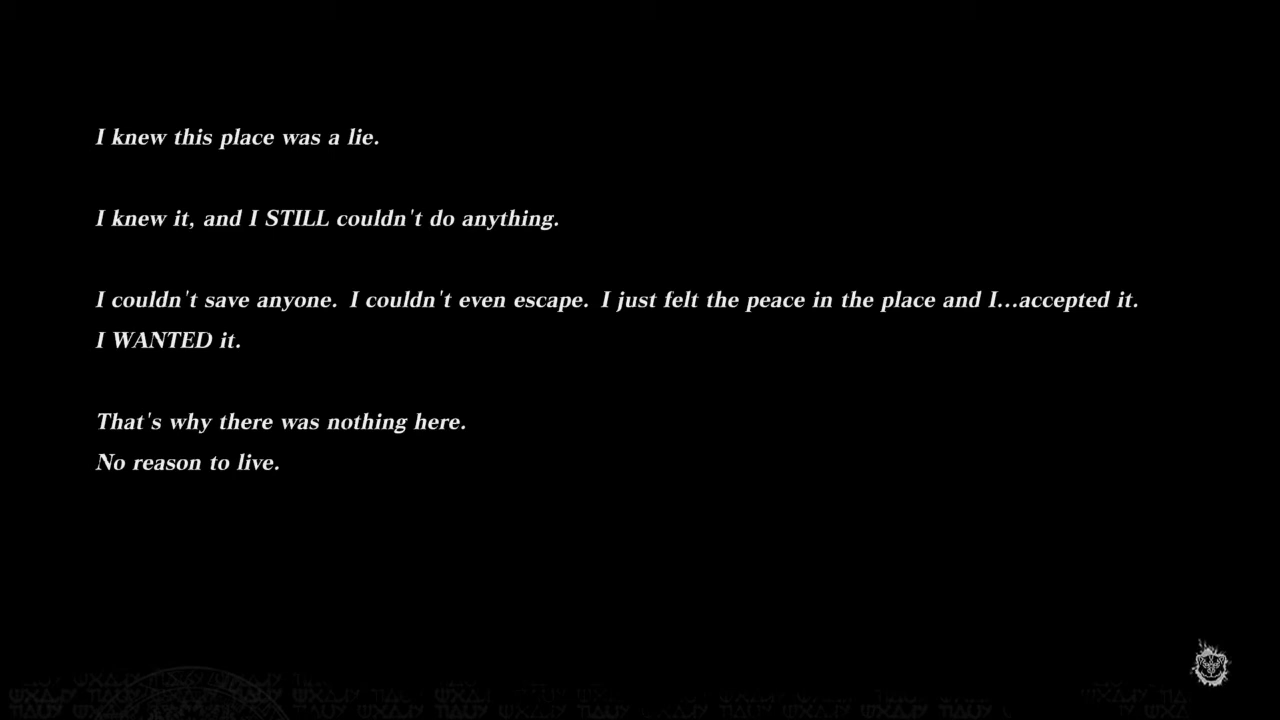 I knew this place was a lie.
I knew it, and I STILL couldn't do anything.
I couldn't save anyone. I couldn't even escape. I just felt the peace in the place and I...accepted it.
I WANTED it.
That's why there was nothing here.
No reason to live.